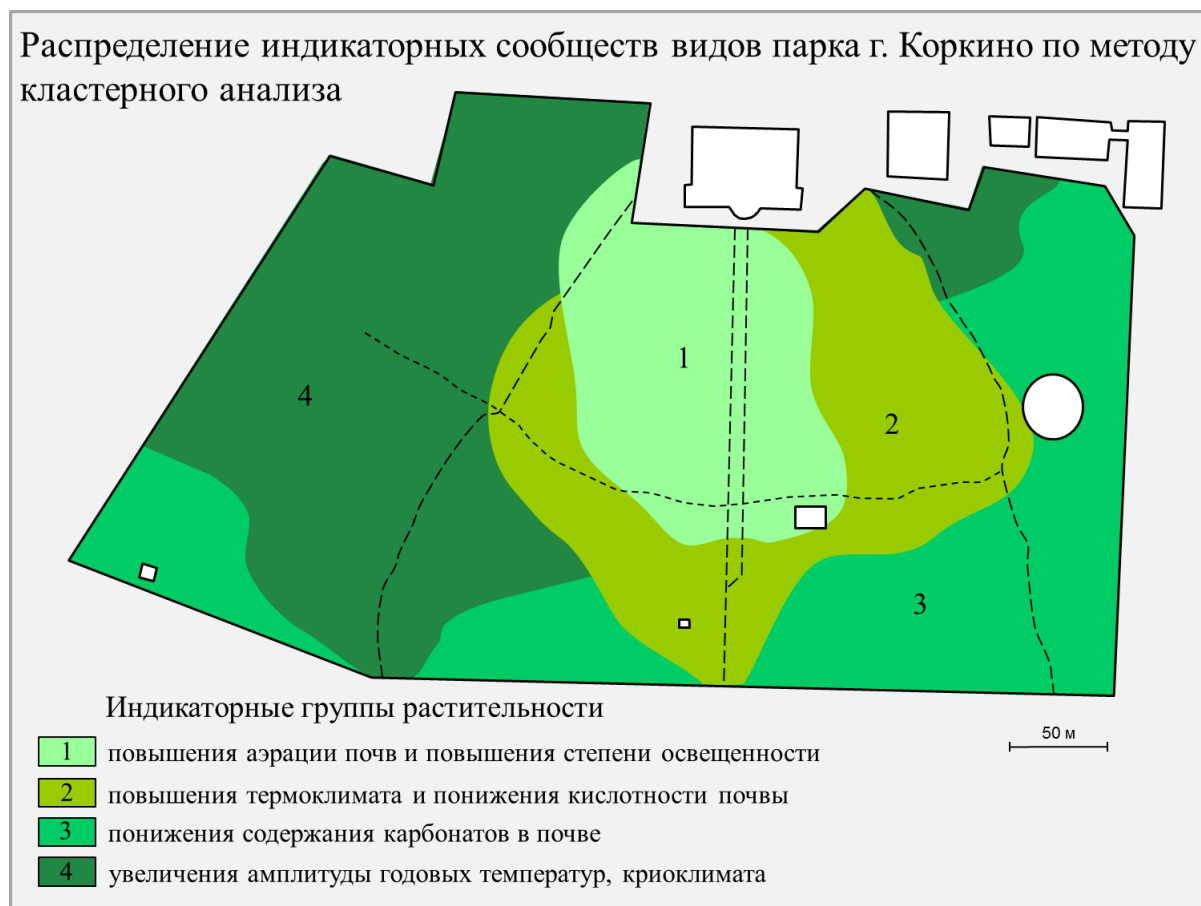 Распределение индикаторных сообществ видов парка г. Коркино по методу
кластерного анализа
1
4
2
3
Индикаторные группы растительности
50 м
1 повышения аэрации почв и повышения степени освещенности
2 повышения термоклимата и понижения кислотности почвы
3 понижения содержания карбонатов в почве
4 увеличения амплитуды годовых температур, криоклимата